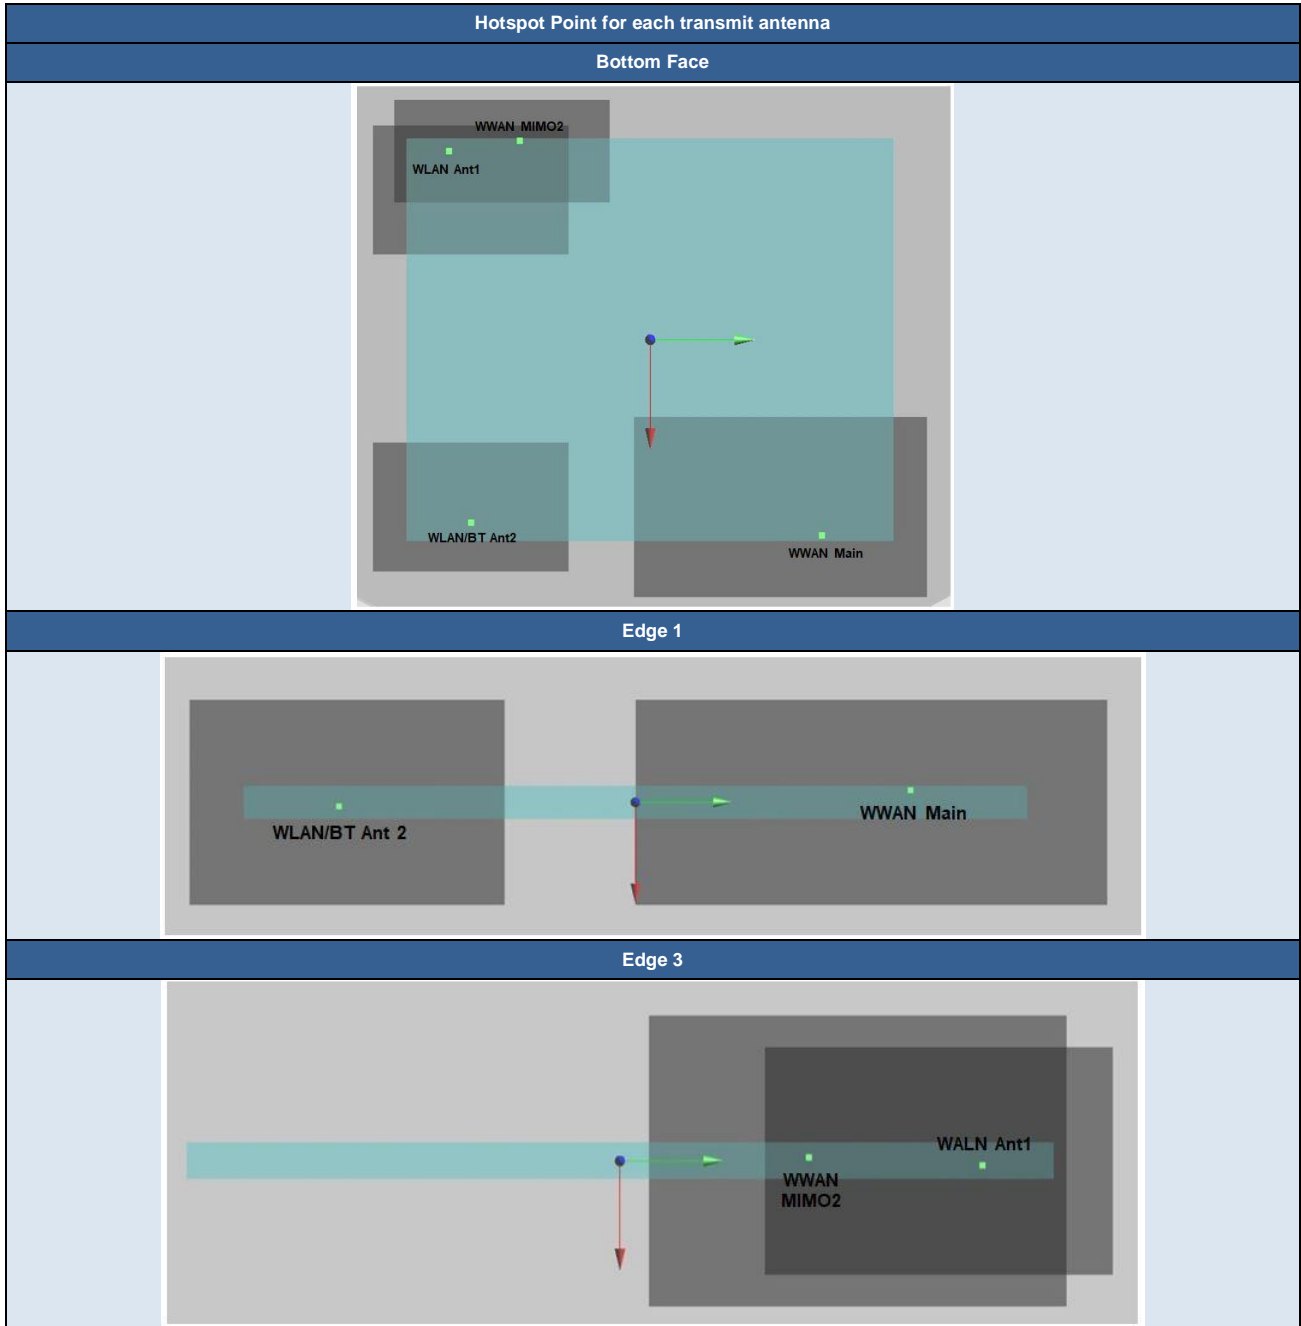 Hotspot Point for each transmit antenna
Bottom Face
WWAN MIMO2
WLAN Ant1
WLAN/BT Ant2
WWAN Main
Edge 1
WLAN/BT Ant 2
WWAN Main
Edge 3
WALN Ant1
WWAN
MIMO2